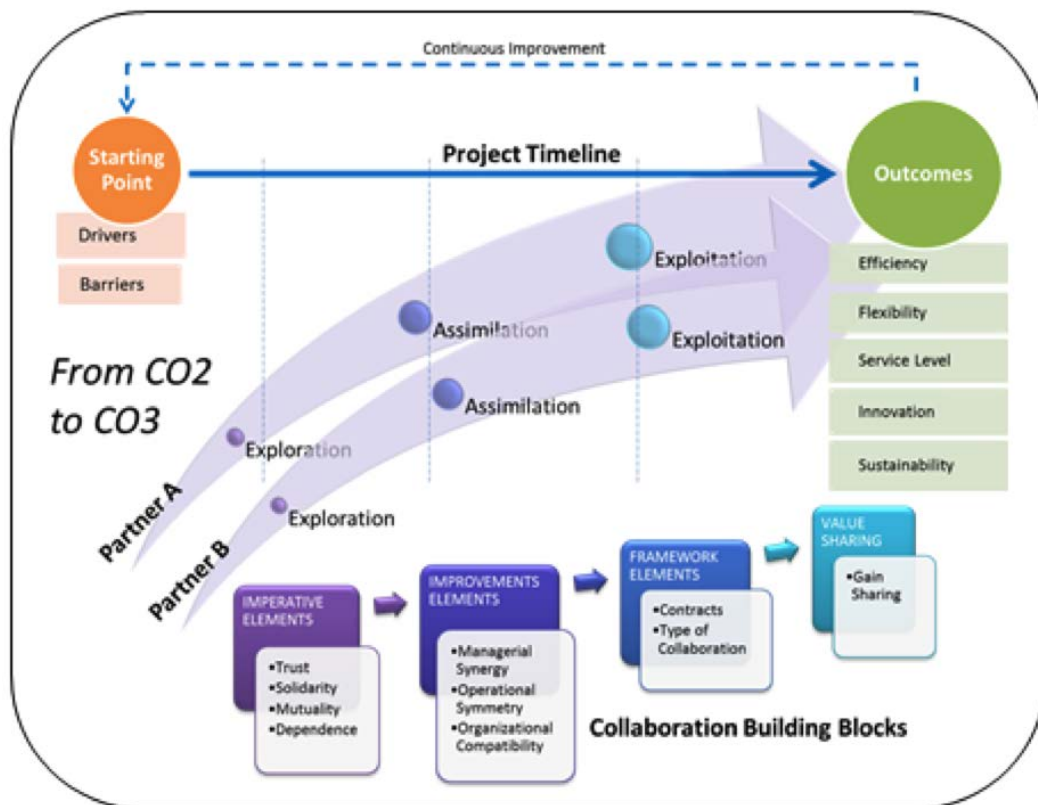 Continuous Improvement
Starting
Point
Project Timeline
Outcomes
Drivers
Barriers
Efficiency
Flexibility
Service Level
Innovation
Sustainability
From CO2
to CO3
Exploitation
Exploitation
Assimilation
Assimilation
Exploration
Exploration
Partner A
Partner B
IMPERATIVE
ELEMENTS
•Trust
•Solidarity
•Mutuality
•Dependence
IMPROVEMENTS
ELEMENTS
•Managerial
Synergy
•Operational
Symmetry
•Organizational
Compatibility
FRAMEWORK
ELEMENTS
•Contracts
•Type of
Collaboration
VALUE
SHARING
•Gain
Sharing
Collaboration Building Blocks